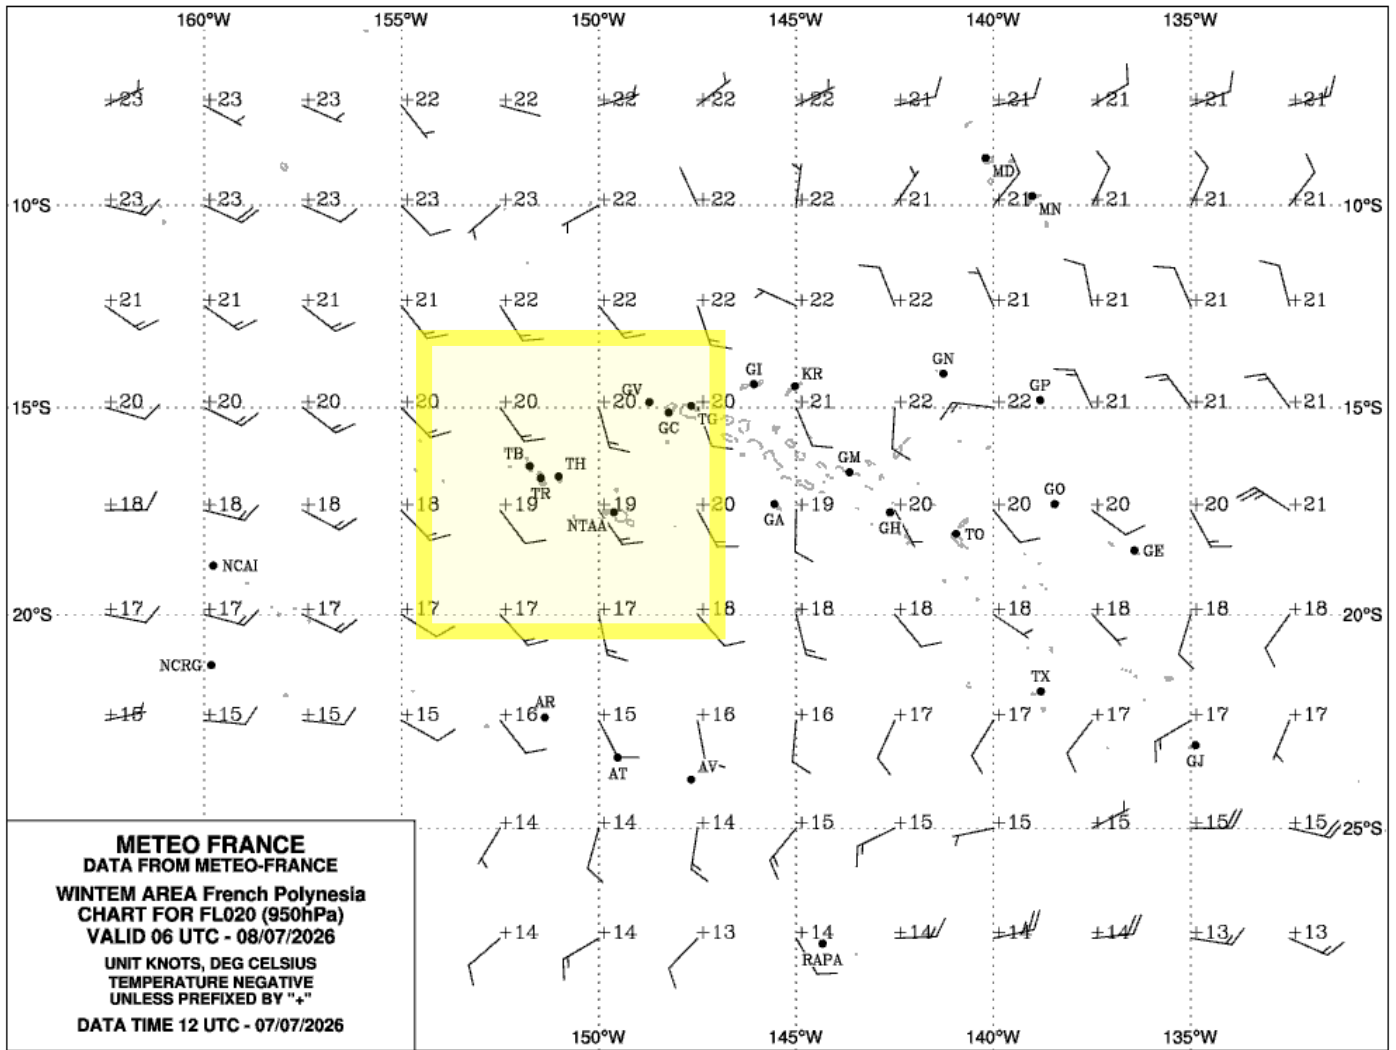 160°W 155°W 150°W 145°W 140°W 135°W
+23 +23 +23 +22 +22 +22 +22 +22 +21 +21 +21 +21 +21
MD
10°S +23 +23 +23 +23 +23 +22 +22 +22 +21 +21 +21 +21 +21 10°S
MN
+21 +21 +21 +21 +22 +22 +22 +22 +22 +21 +21 +21 +21
GI KR GN GP
GV
15°S +20 +20 +20 +20 +20 +20 +20 +21 +22 +21 +21 15°S
GC TG
TB TH GM
TR
+18 +18 +18 +18 +19 +19 +20 +19 +20 +20 +20 +20 +21
GO
NTAA GA GH TO GE
NCAI
20°S +17 +17 +17 +17 +17 +17 +18 +18 +18 +18 +18 +18 +18 20°S
NCRG TX
AR
+15 +15 +15 +15 +16 +15 +16 +16 +17 +17 +17 +17 +17
AT AV GJ
+14 +14 +14 +15 +15 +15 +15 +15 +15 25°S
+14 +14 +13 +14 +14 +14 +14 +13 +13
RAPA
METEO FRANCE
DATA FROM METEO-FRANCE
WINTEM AREA French Polynesia
CHART FOR FL020 (950hPa)
VALID 06 UTC - 08/07/2026
UNIT KNOTS, DEG CELSIUS
TEMPERATURE NEGATIVE
UNLESS PREFIXED BY "+"
DATA TIME 12 UTC - 07/07/2026
150°W 145°W 140°W 135°W